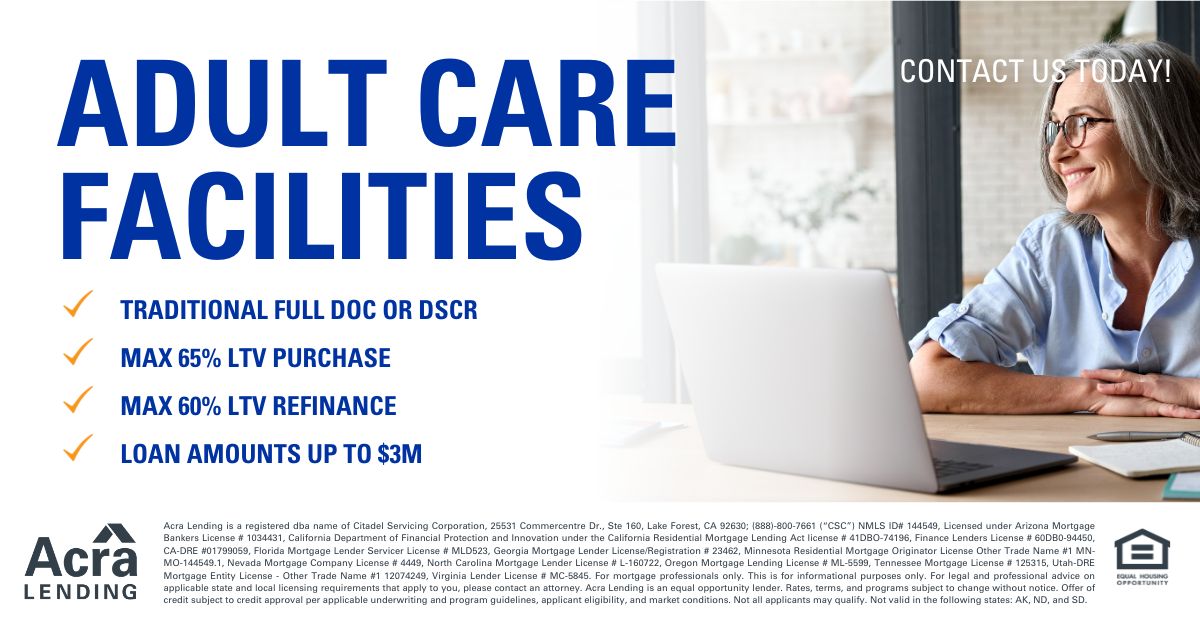 CONTACT US TODAY!
ADULT CARE
FACILITIES
TRADITIONAL FULL DOC OR DSCR
MAX 65% LTV PURCHASE
MAX 60% LTV REFINANCE
LOAN AMOUNTS UP TO $3M
Acra
LENDING
Acra Lending is a registered dba name of Citadel Servicing Corporation, 25531 Commercentre Dr., Ste 160, Lake Forest, CA 92630; (888)-800-7661 (“CSC”) NMLS ID# 144549, Licensed under Arizona Mortgage
Bankers License # 1034431, California Department of Financial Protection and Innovation under the California Residential Mortgage Lending Act license # 41DBO-74196, Finance Lenders License # 60DB0-94450,
CA-DRE #01799059, Florida Mortgage Lender Servicer License # MLD523, Georgia Mortgage Lender License/Registration # 23462, Minnesota Residential Mortgage Originator License Other Trade Name #1 MN-
MO-144549.1, Nevada Mortgage Company License # 4449, North Carolina Mortgage Lender License # L-160722, Oregon Mortgage Lending License # ML-5599, Tennessee Mortgage License # 125315, Utah-DRE
Mortgage Entity License - Other Trade Name #1 12074249, Virginia Lender License # MC-5845. For mortgage professionals only. This is for informational purposes only. For legal and professional advice on
applicable state and local licensing requirements that apply to you, please contact an attorney. Acra Lending is an equal opportunity lender. Rates, terms, and programs subject to change without notice. Offer of
credit subject to credit approval per applicable underwriting and program guidelines, applicant eligibility, and market conditions. Not all applicants may qualify. Not valid in the following states: AK, ND, and SD.
EQUAL HOUSING
OPPORTUNITY